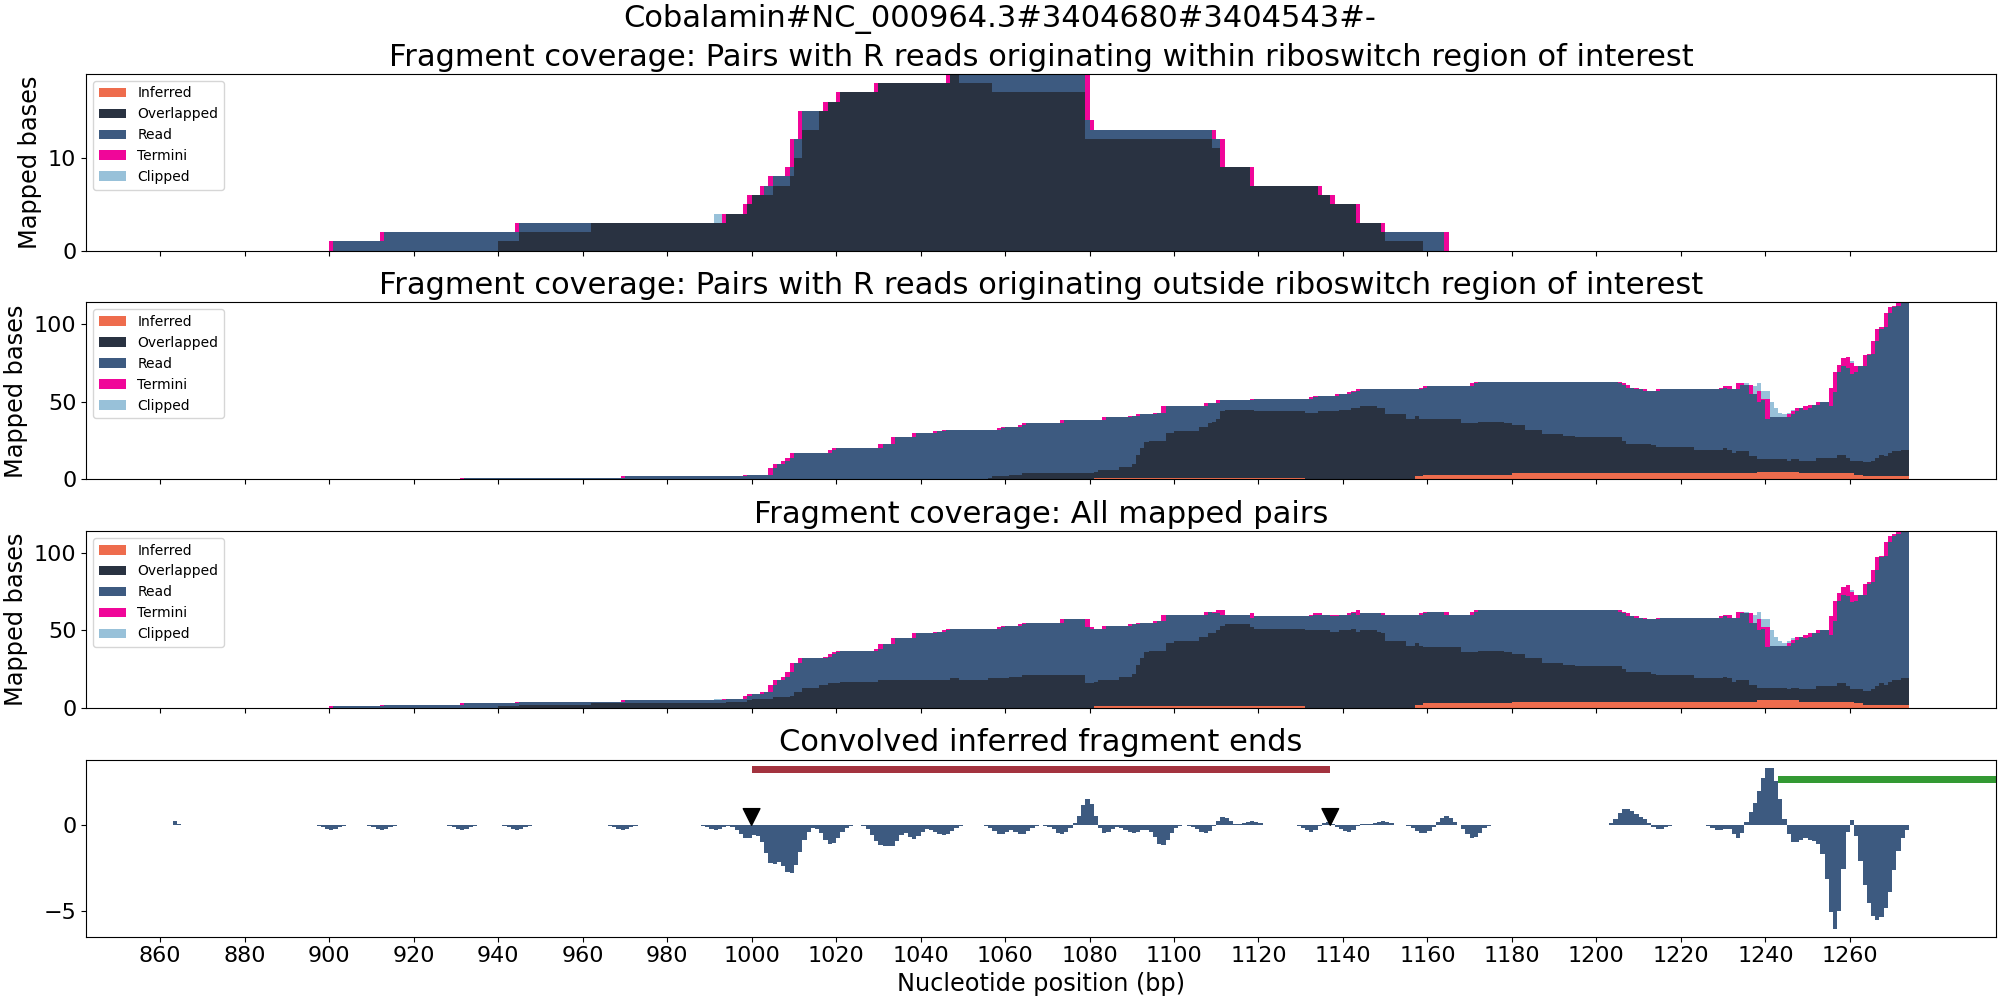 Cobalamin#NC_000964.3#3404680#3404543#-
Fragment coverage: Pairs with R reads originating within riboswitch region of interest
Mapped bases
10
0
Inferred
Overlapped
Read
Termini
Clipped
Fragment coverage: Pairs with R reads originating outside riboswitch region of interest
Mapped bases
100
50
0
Inferred
Overlapped
Read
Termini
Clipped
Fragment coverage: All mapped pairs
Mapped bases
100
50
0
Inferred
Overlapped
Read
Termini
Clipped
Convolved inferred fragment ends
0
−5
860 880 900 920 940 960 980 1000 1020 1040 1060 1080 1100 1120 1140 1160 1180 1200 1220 1240 1260
Nucleotide position (bp)